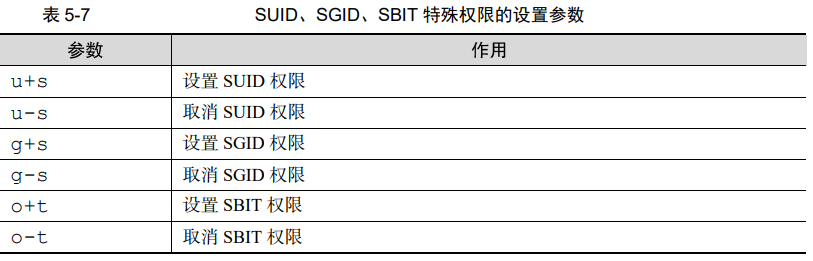 表 5-7 SUID、SGID、SBIT 特殊权限的设置参数
参数 作用
u+s 设置 SUID 权限
u-s 取消 SUID 权限
g+s 设置 SGID 权限
g-s 取消 SGID 权限
o+t 设置 SBIT 权限
o-t 取消 SBIT 权限